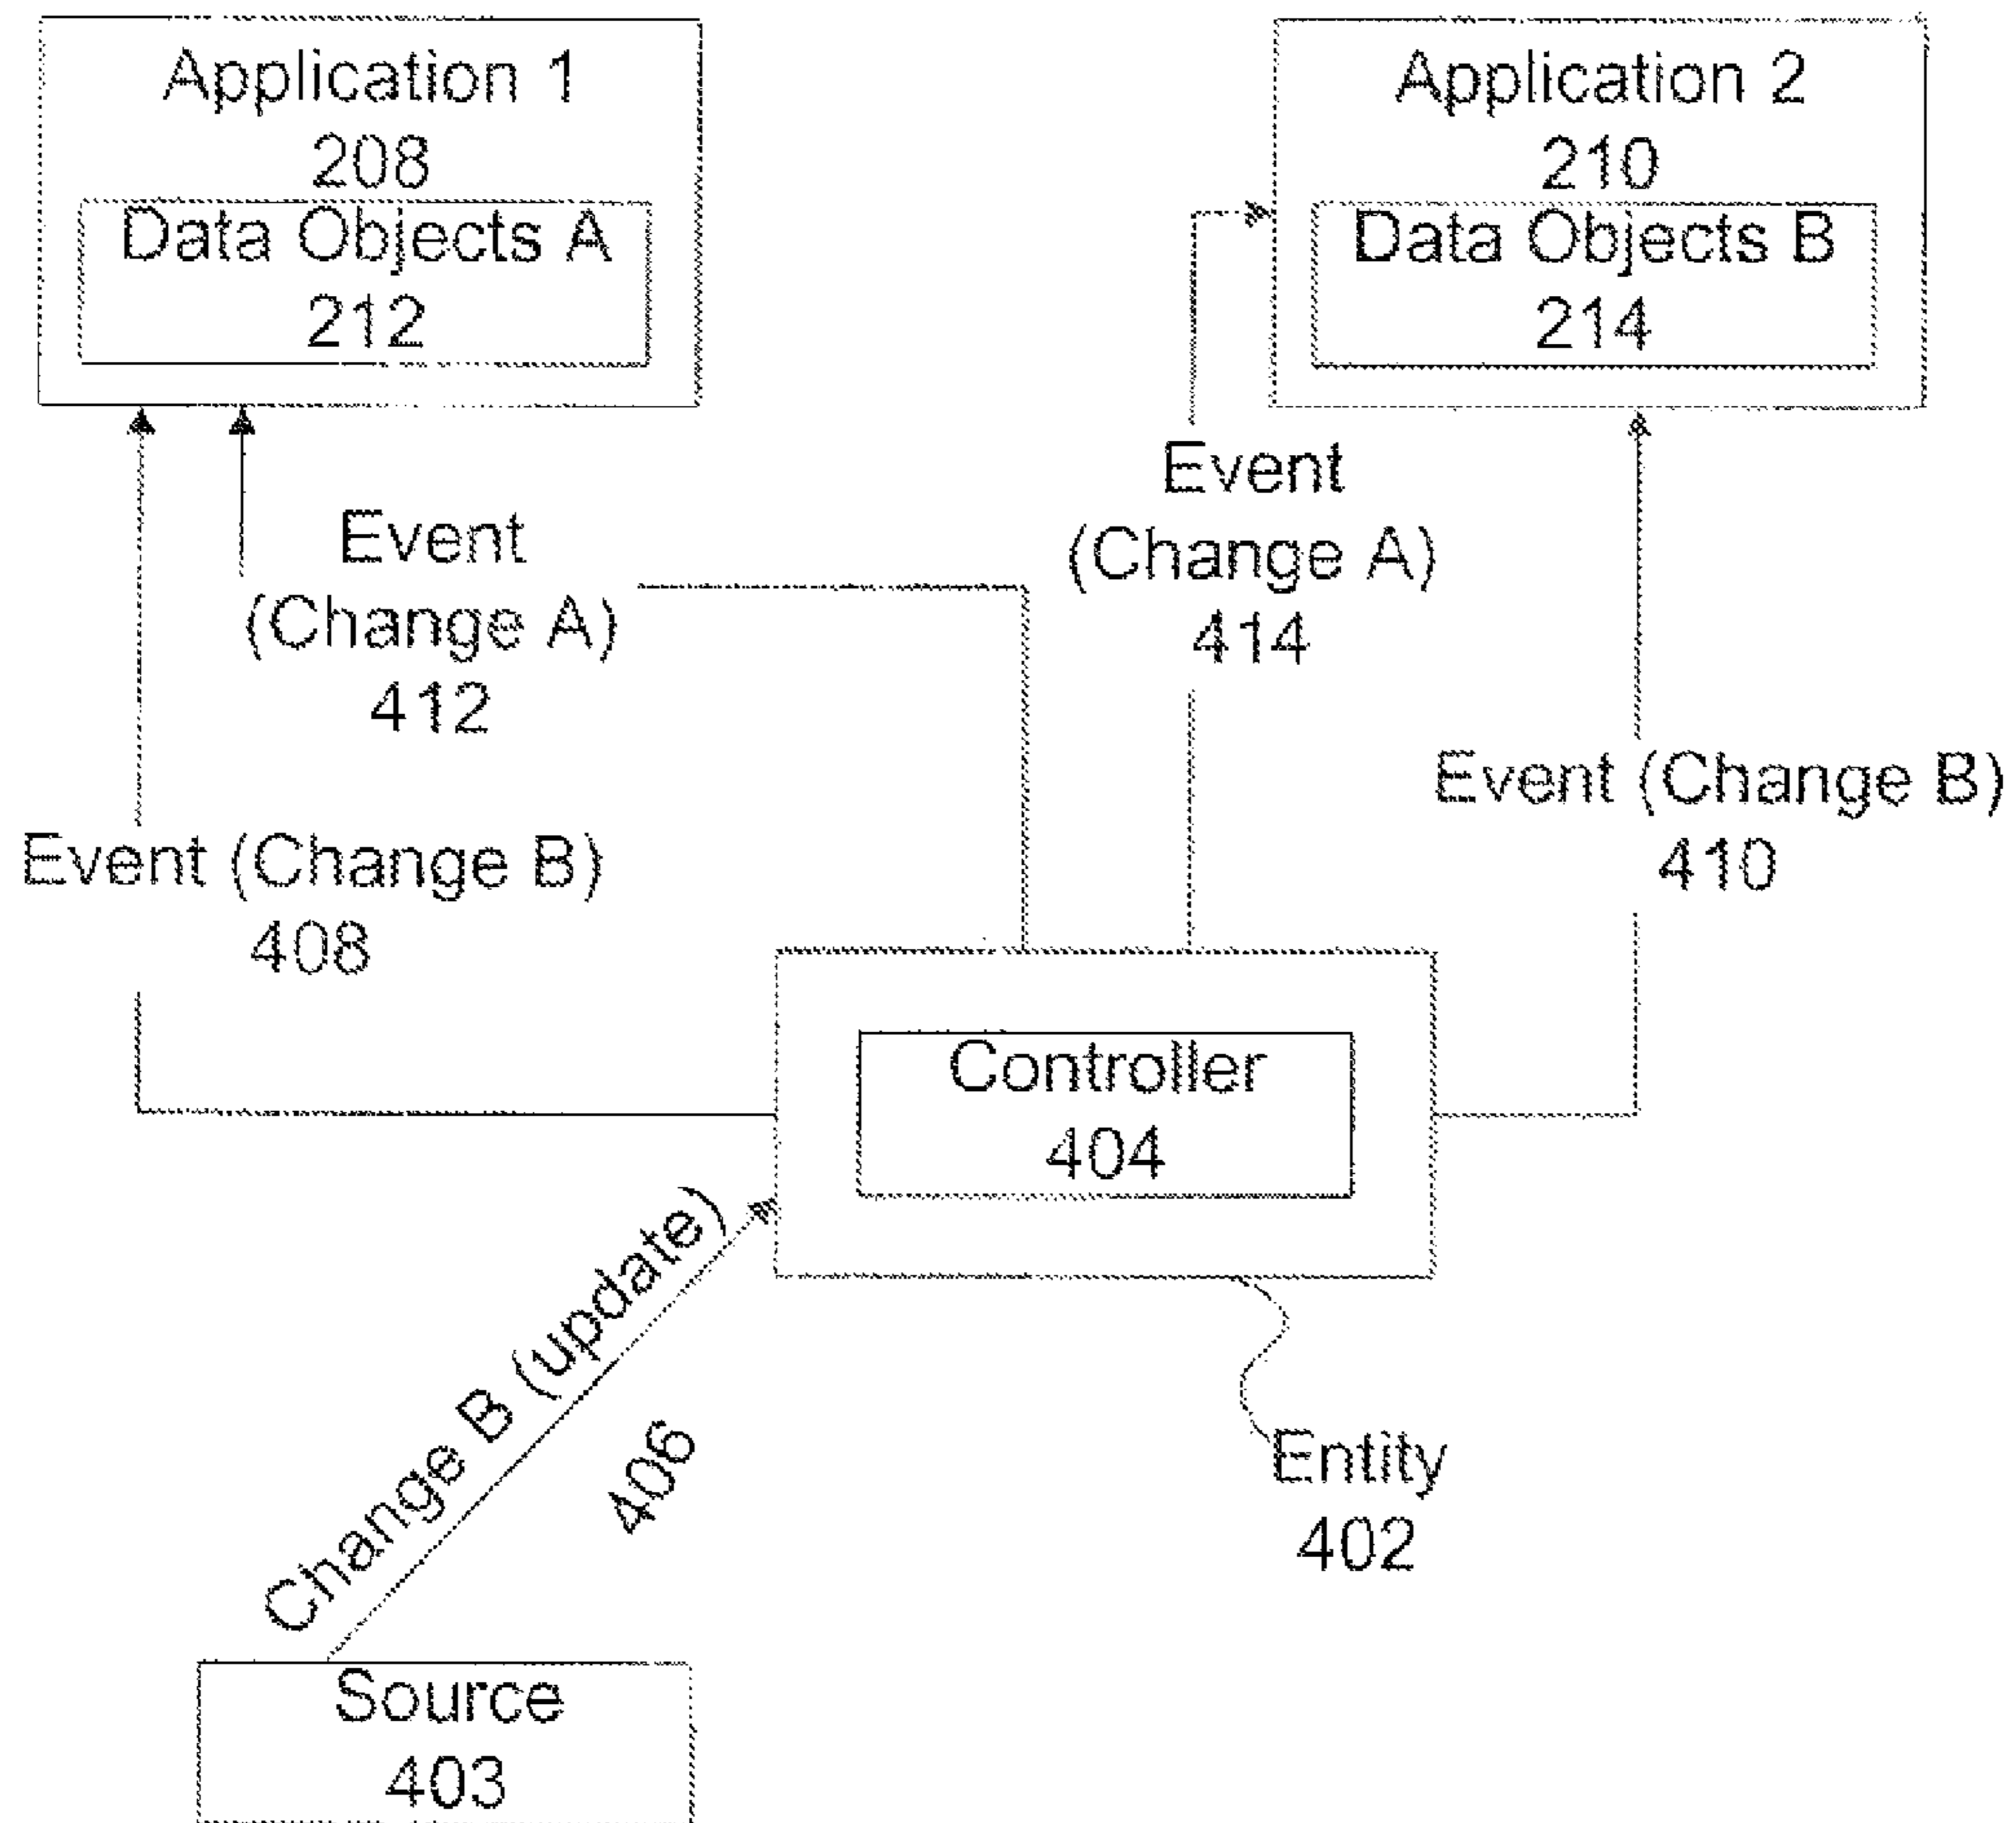 Application 1
208
Data Objects A
212
Application 2
210
Data Objects B
214
Event
(Change A)
412
Event
(Change A)
414
Event (Change B)
408
Event (Change B)
410
Controller
404
Change B (update)
406
Entity
402
Source
403